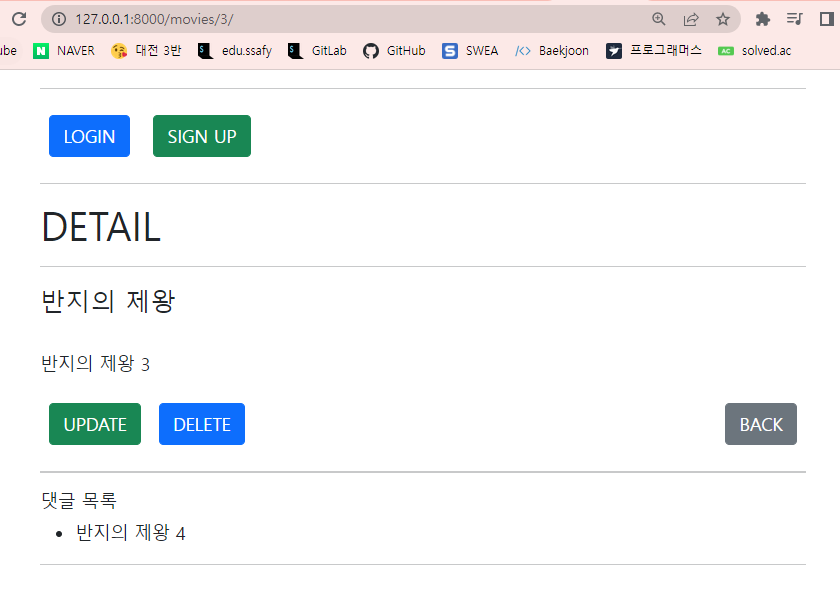 127.0.0.1:8000/movies/3/
ube NAVER 대전 3반 edu.ssafy GitLab GitHub SWEA Baekjoon 프로그래머스 solved.ac
LOGIN SIGN UP
DETAIL
반지의 제왕
반지의 제왕 3
UPDATE DELETE BACK
댓글 목록
반지의 제왕 4